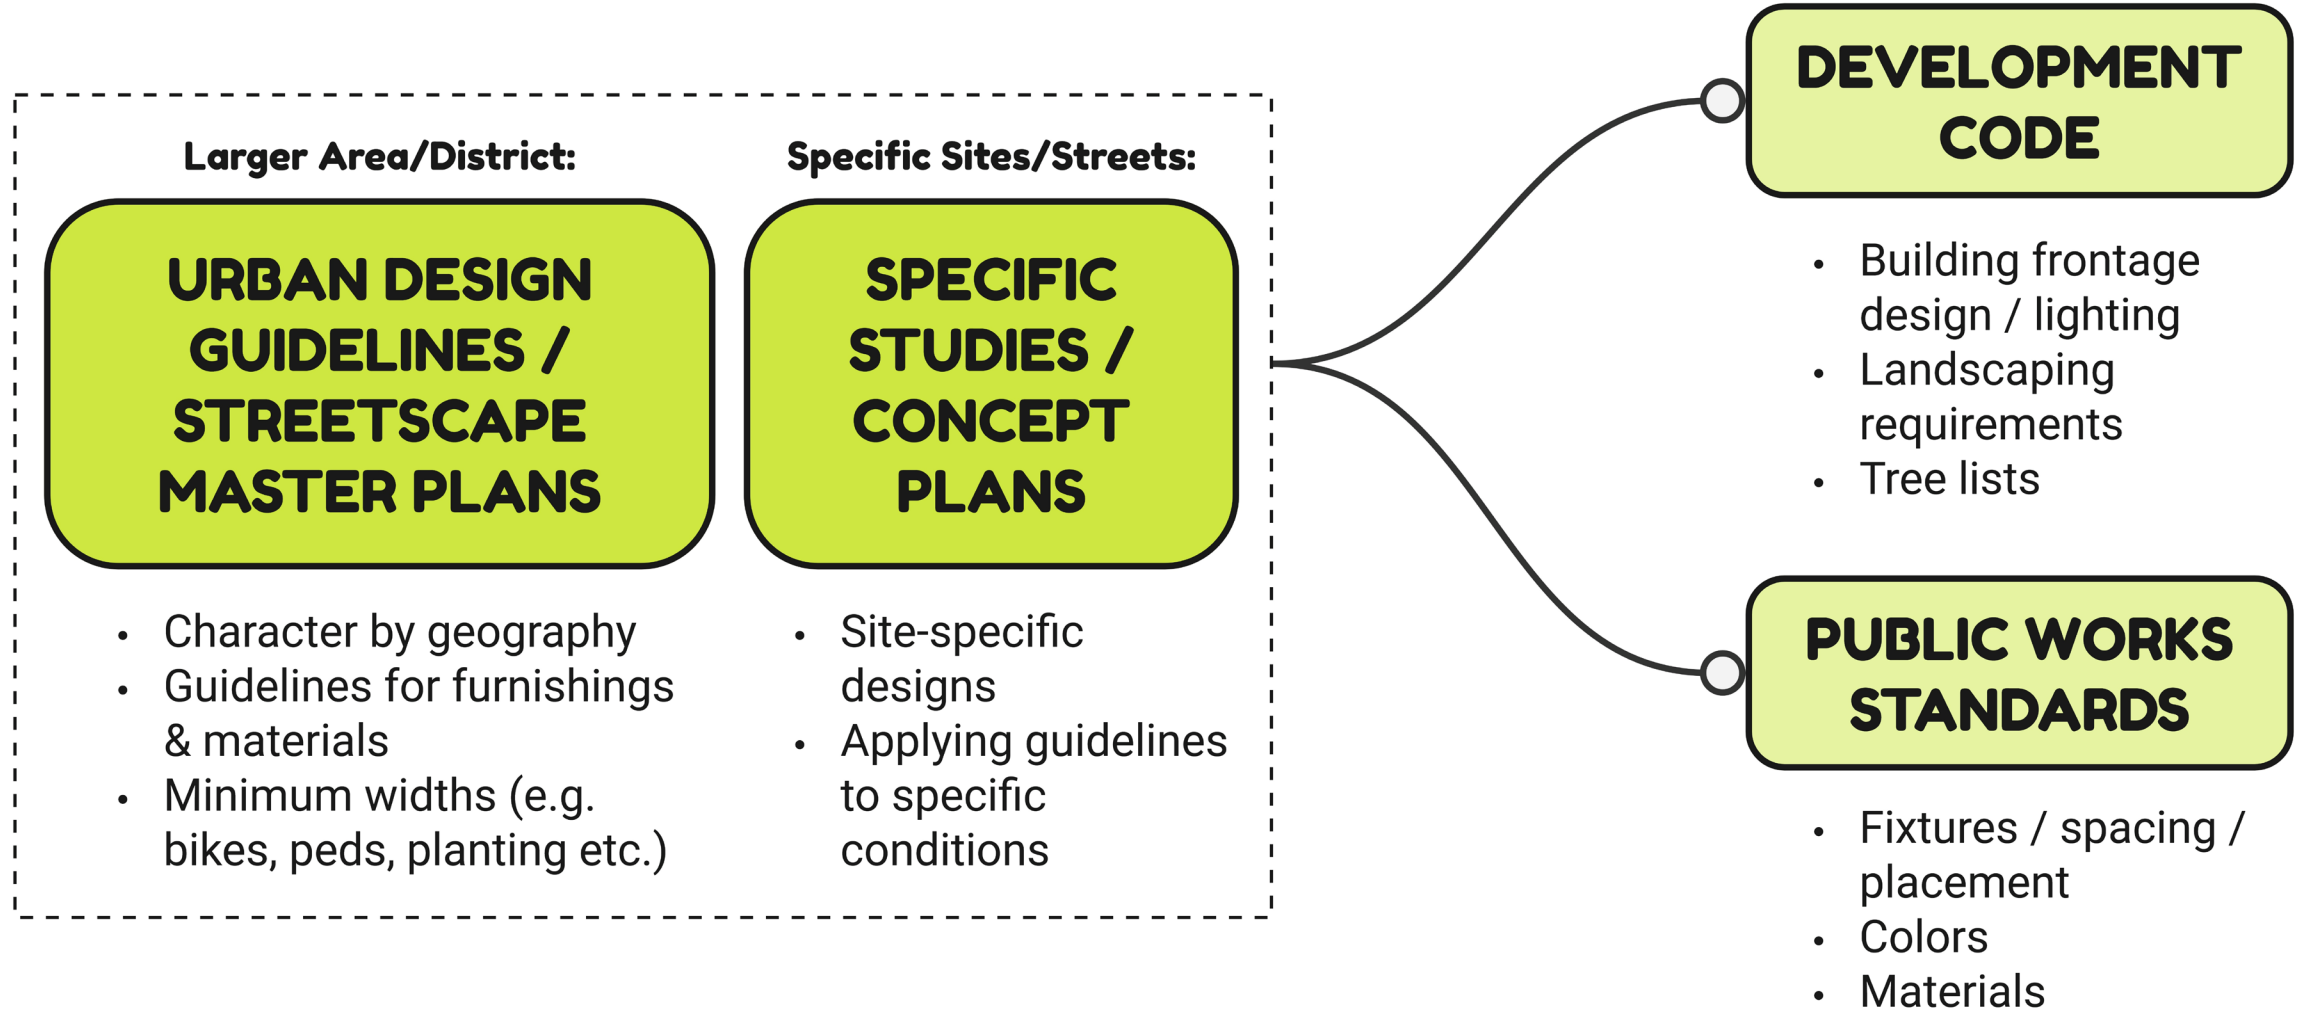 Larger Area/District:
URBAN DESIGN
GUIDELINES /
STREETSCAPE
MASTER PLANS
• Character by geography
• Guidelines for furnishings
& materials
• Minimum widths (e.g.
bikes, peds, planting etc.)
Specific Sites/Streets:
SPECIFIC
STUDIES /
CONCEPT
PLANS
• Site-specific
designs
• Applying guidelines
to specific
conditions
DEVELOPMENT
CODE
• Building frontage
design / lighting
• Landscaping
requirements
• Tree lists
PUBLIC WORKS
STANDARDS
• Fixtures / spacing /
placement
• Colors
• Materials